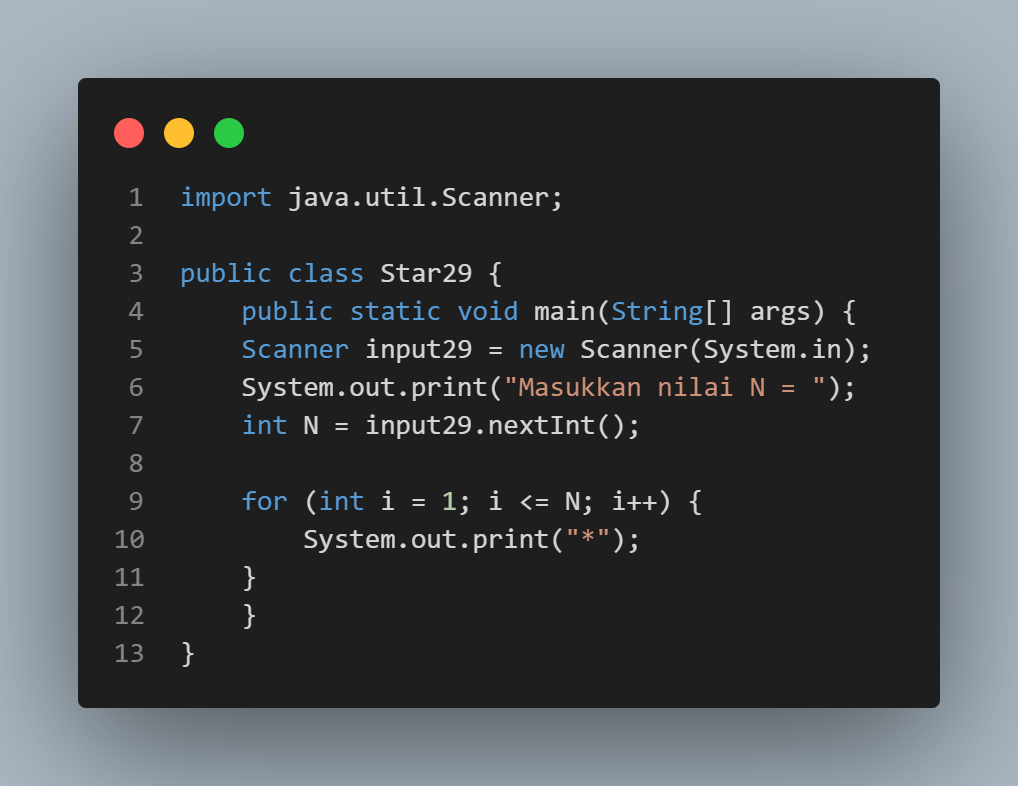 1 import java.util.Scanner;
2
3 public class Star29 {
4     public static void main(String[] args) {
5     Scanner input29 = new Scanner(System.in);
6     System.out.print("Masukkan nilai N = ");
7     int N = input29.nextInt();
8
9     for (int i = 1; i <= N; i++) {
10         System.out.print("*");
11     }
12     }
13 }